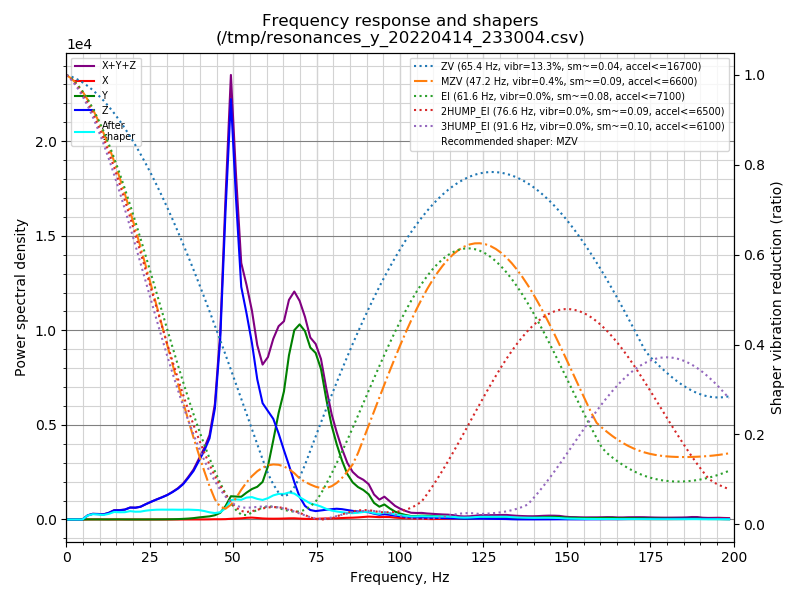 Frequency response and shapers
(/tmp/resonances_y_20220414_233004.csv)
1e4
X+Y+Z
X
Y
Z
After
shaper
ZV (65.4 Hz, vibr=13.3%, sm~=0.04, accel<=16700)
MZV (47.2 Hz, vibr=0.4%, sm~=0.09, accel<=6600)
EI (61.6 Hz, vibr=0.0%, sm~=0.08, accel<=7100)
2HUMP_EI (76.6 Hz, vibr=0.0%, sm~=0.09, accel<=6500)
3HUMP_EI (91.6 Hz, vibr=0.0%, sm~=0.10, accel<=6100)
Recommended shaper: MZV
2.0
1.5
1.0
0.5
0.0
Power spectral density
1.0
0.8
0.6
0.4
0.2
0.0
Shaper vibration reduction (ratio)
0 25 50 75 100 125 150 175 200
Frequency, Hz